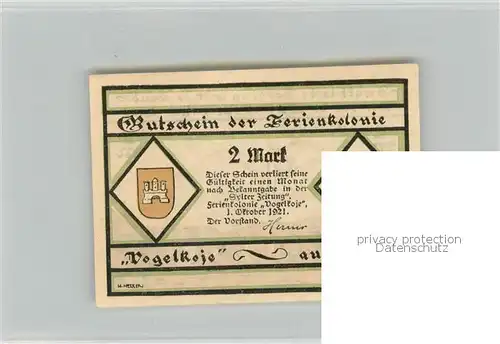 Gutschein der Ferienkolonie
2 Mark
Dieser Schein verliert seine
Gültigkeit einen Monat
nach Bekanntgabe in der
„Sylter Zeitung".
Ferienkolonie „Vogelkoje".
1. Oktober 1921.
Der Vorstand.
„Vogelkoje" au
privacy protection
Datenschutz